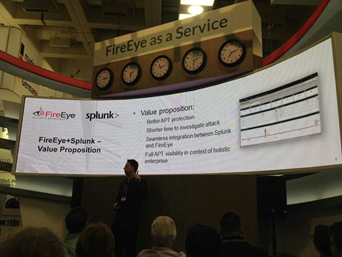 FireEye as a Service
FireEye
splunk>
FireEye+Splunk –
Value Proposition
• Value proposition:
Better APT protection
Shorter time to investigate attack
Seamless integration between Splunk
and FireEye
Full APT visibility in context of holistic
enterprise